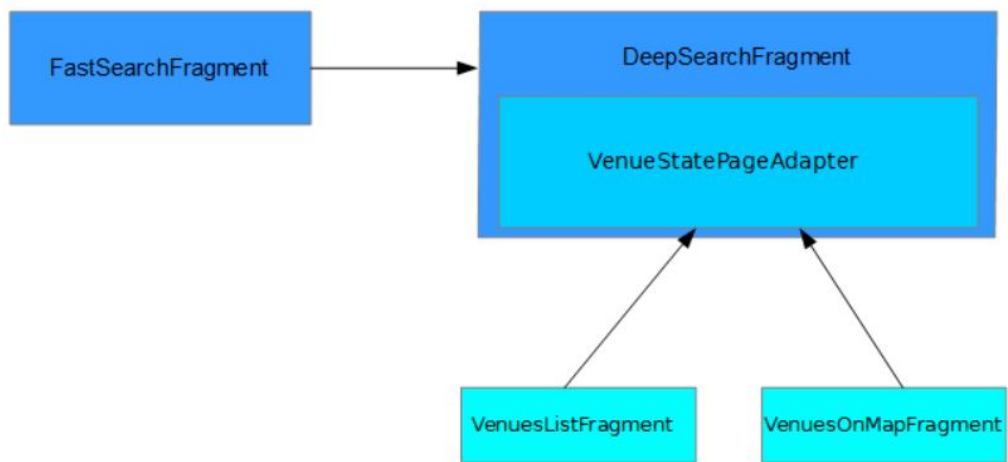 FastSearchFragment
DeepSearchFragment
VenueStatePageAdapter
VenuesListFragment
VenuesOnMapFragment